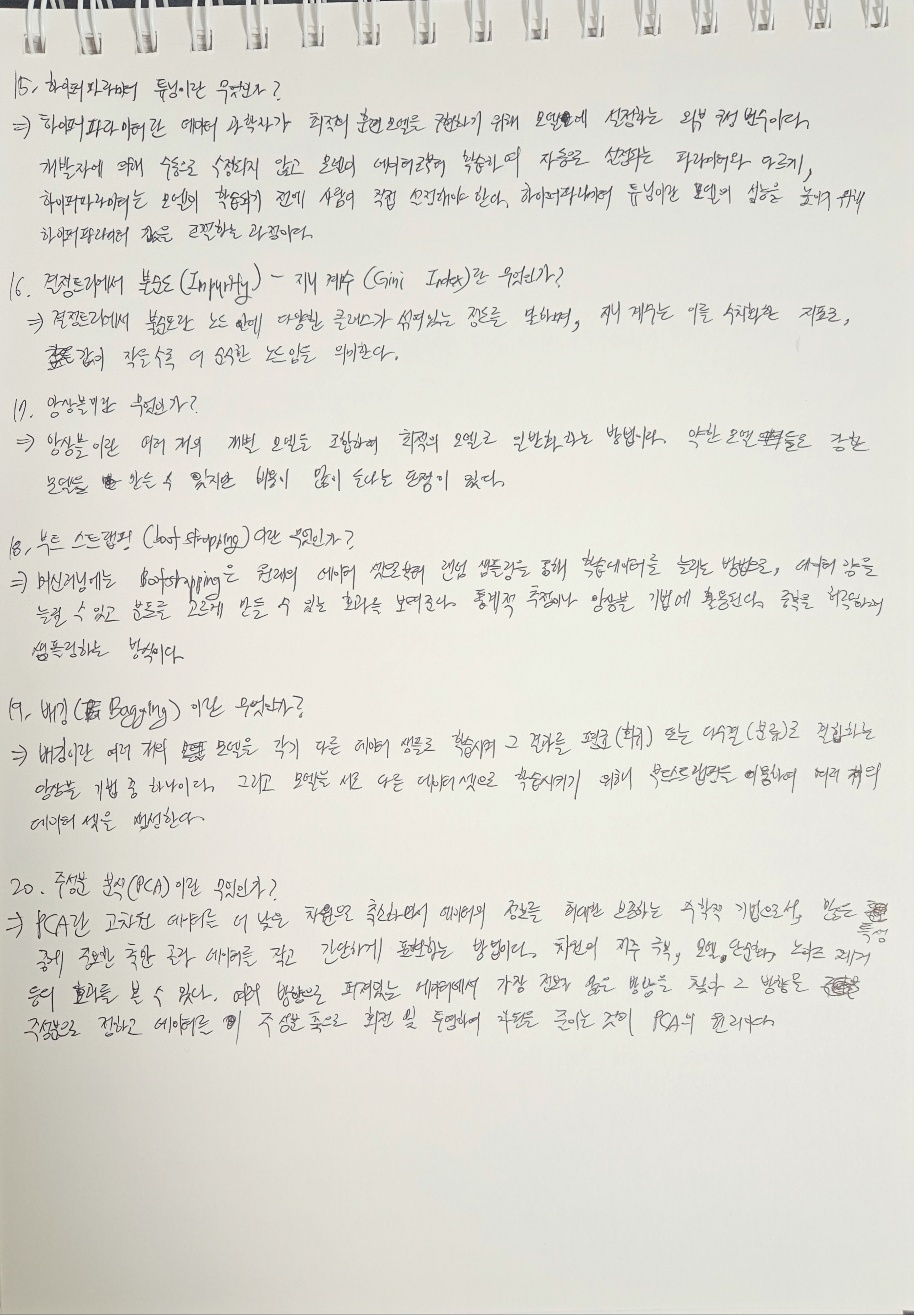 15. 하이퍼 파라미터 튜닝이란 무엇인가?
⇒ 하이퍼 파라미터란 데이터 과학자가 최적의 훈련 모델을 구현하기 위해 모델에 설정하는 외부 구성 변수이다.
개발자에 의해 수동으로 수정되지 않고 모델이 데이터로부터 학습하여 자동으로 선정되는 파라미터와 다르게,
하이퍼파라미터는 모델의 학습되기 전에 사람이 직접 설정해야 한다. 하이퍼파라미터 튜닝이란 모델의 성능을 높이기 위해
하이퍼파라미터 값을 조절하는 과정이다.
16. 결정트리에서 불순도(Impurity) - 지니 계수(Gini Index)란 무엇인가?
⇒ 결정트리에서 불순도란 노드 안에 다양한 클래스가 섞여있는 정도를 말하며, 지니 계수는 이를 수치화한 지표로,
값이 작을수록 더 순수한 노드임을 의미한다.
17. 앙상블이란 무엇인가?
⇒ 앙상블이란 여러 개의 개별 모델을 조합하여 최적의 모델로 일반화하는 방법이다. 약한 모델들로 강한
모델을 만들 수 있지만 비용이 많이 든다는 단점이 있다.
18. 부트 스트랩핑(bootstrapping)이란 무엇인가?
⇒ 머신러닝에는 Bootstrapping은 원래의 데이터 셋으로부터 랜덤 샘플링을 통해 학습데이터를 늘리는 방법으로, 데이터 양을
늘릴 수 있고 분포를 고르게 만들 수 있는 효과를 보여준다. 통계적 추정이나 앙상블 기법에 활용된다. 중복을 허락하여
샘플링하는 방식이다.
19. 배깅(Bagging)이란 무엇인가?
⇒ 배깅이란 여러 개의 모델을 각기 다른 데이터 샘플로 학습시켜 그 결과를 평균(회귀) 또는 다수결(분류)로 결합하는
앙상블 기법 중 하나이다. 그리고 모델을 서로 다른 데이터 셋으로 학습시키기 위해 부트스트랩핑을 이용하여 여러 개의
데이터 셋을 생성한다.
20. 주성분 분석(PCA)이란 무엇인가?
⇒ PCA란 고차원 데이터를 더 낮은 차원으로 축소하면서 데이터의 정보를 최대한 보존하는 수학적 기법으로서, 많은 특성
중의 중요한 축만 골라 데이터를 작고 간단하게 표현하는 방법이다. 차원의 저주 극복, 모델 단순화, 노이즈 제거
등의 효과를 볼 수 있다. 여러 방향으로 퍼져있는 데이터에서 가장 정보가 많은 방향을 찾아 그 방향을
주성분으로 정하고 데이터를 이 주성분 축으로 회전 및 투영하여 차원을 줄이는 것이 PCA의 원리이다.